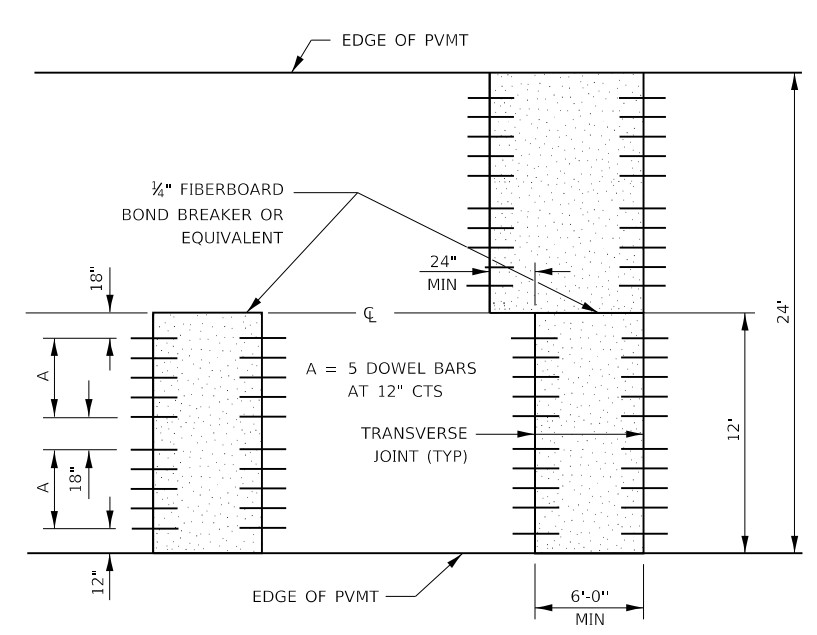 EDGE OF PVMT
¼" FIBERBOARD
BOND BREAKER OR
EQUIVALENT
24"
MIN
18"
24'
℄
A
A = 5 DOWEL BARS
AT 12" CTS
12'
TRANSVERSE
JOINT (TYP)
A
18"
12"
EDGE OF PVMT
6'-0"
MIN